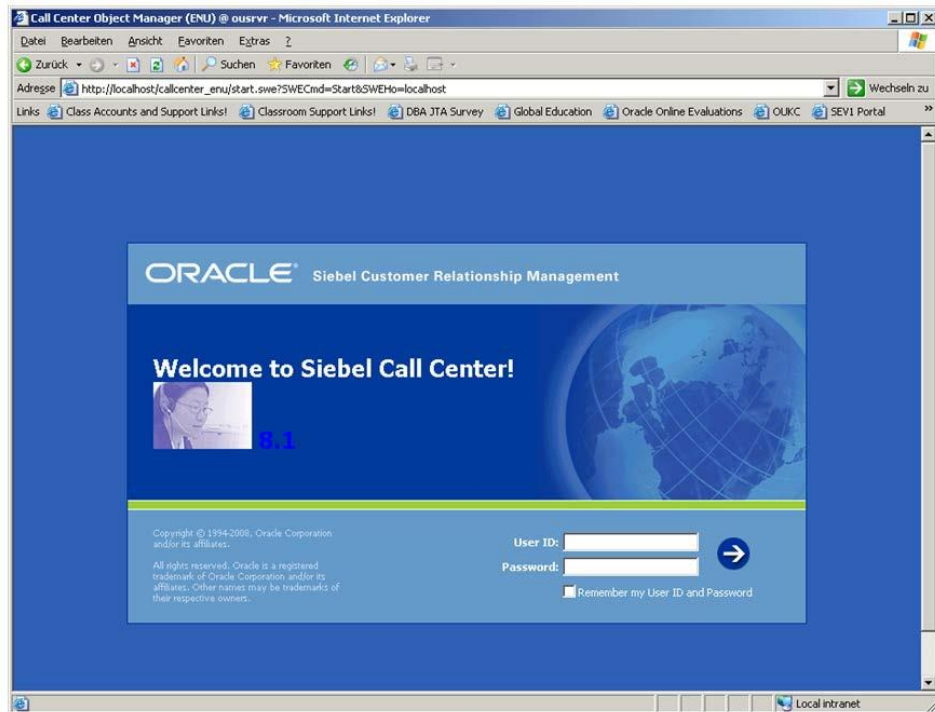 Call Center Object Manager (ENU) @ ousrvr - Microsoft Internet Explorer
Datei Bearbeiten Ansicht Favoriten Extras ?
Zurück Suchen Favoriten
Adresse http://localhost/callcenter_enu/start.swe?SWECmd=Start&SWEHo=localhost Wechseln zu
Links Class Accounts and Support Links! Classroom Support Links! DBA JTA Survey Global Education Oracle Online Evaluations OUKC SEV1 Portal »
ORACLE® Siebel Customer Relationship Management
Welcome to Siebel Call Center!
8.1
Copyright © 1994-2008, Oracle Corporation
and/or its affiliates.
All rights reserved. Oracle is a registered
trademark of Oracle Corporation and/or its
affiliates. Other names may be trademarks of
their respective owners.
User ID:
Password:
Remember my User ID and Password
Local intranet